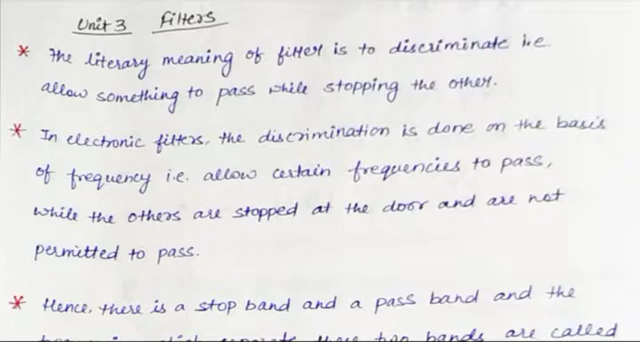 Unit 3 Filters
* The literary meaning of filter is to discriminate i.e.
allow something to pass while stopping the other.
* In electronic filters, the discrimination is done on the basis
of frequency i.e. allow certain frequencies to pass,
while the others are stopped at the door and are not
permitted to pass.
* Hence, there is a stop band and a pass band and the
which separate these two bands are called